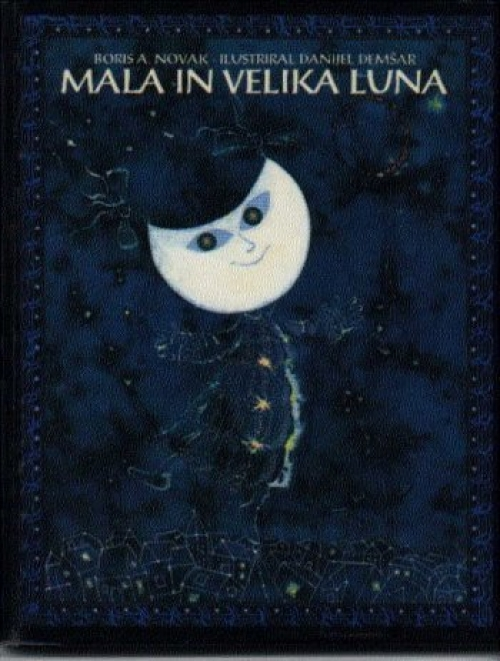 BORIS A. NOVAK · ILUSTRIRAL DANIJEL DEMŠAR
MALA IN VELIKA LUNA